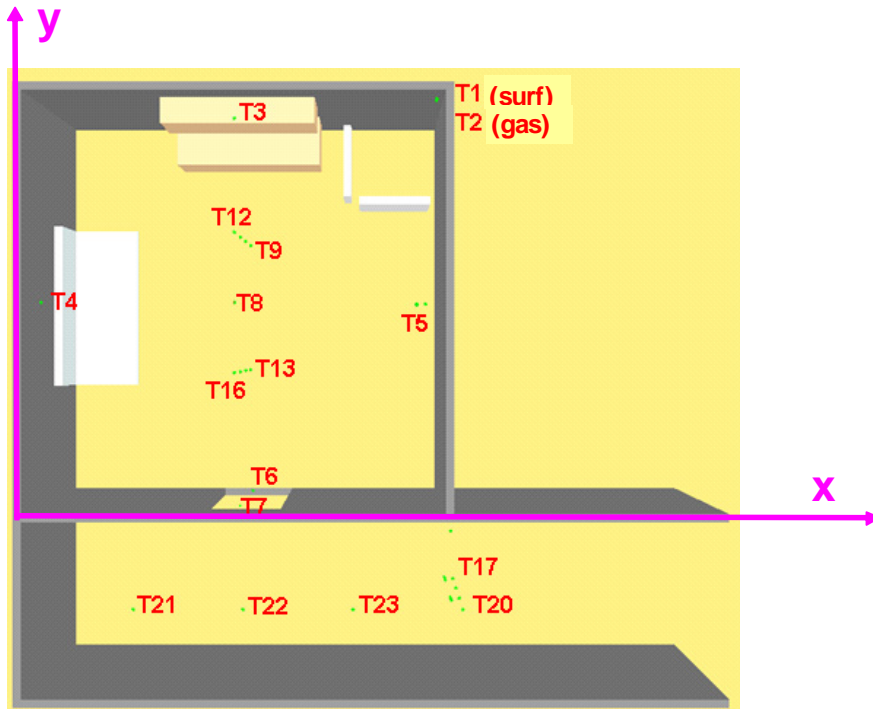 y
T1 (surf)
T3
T2 (gas)
T12
T9
T4
T8
T5
T13
T16
T6
x
T7
T17
T21
T22
T23
T20